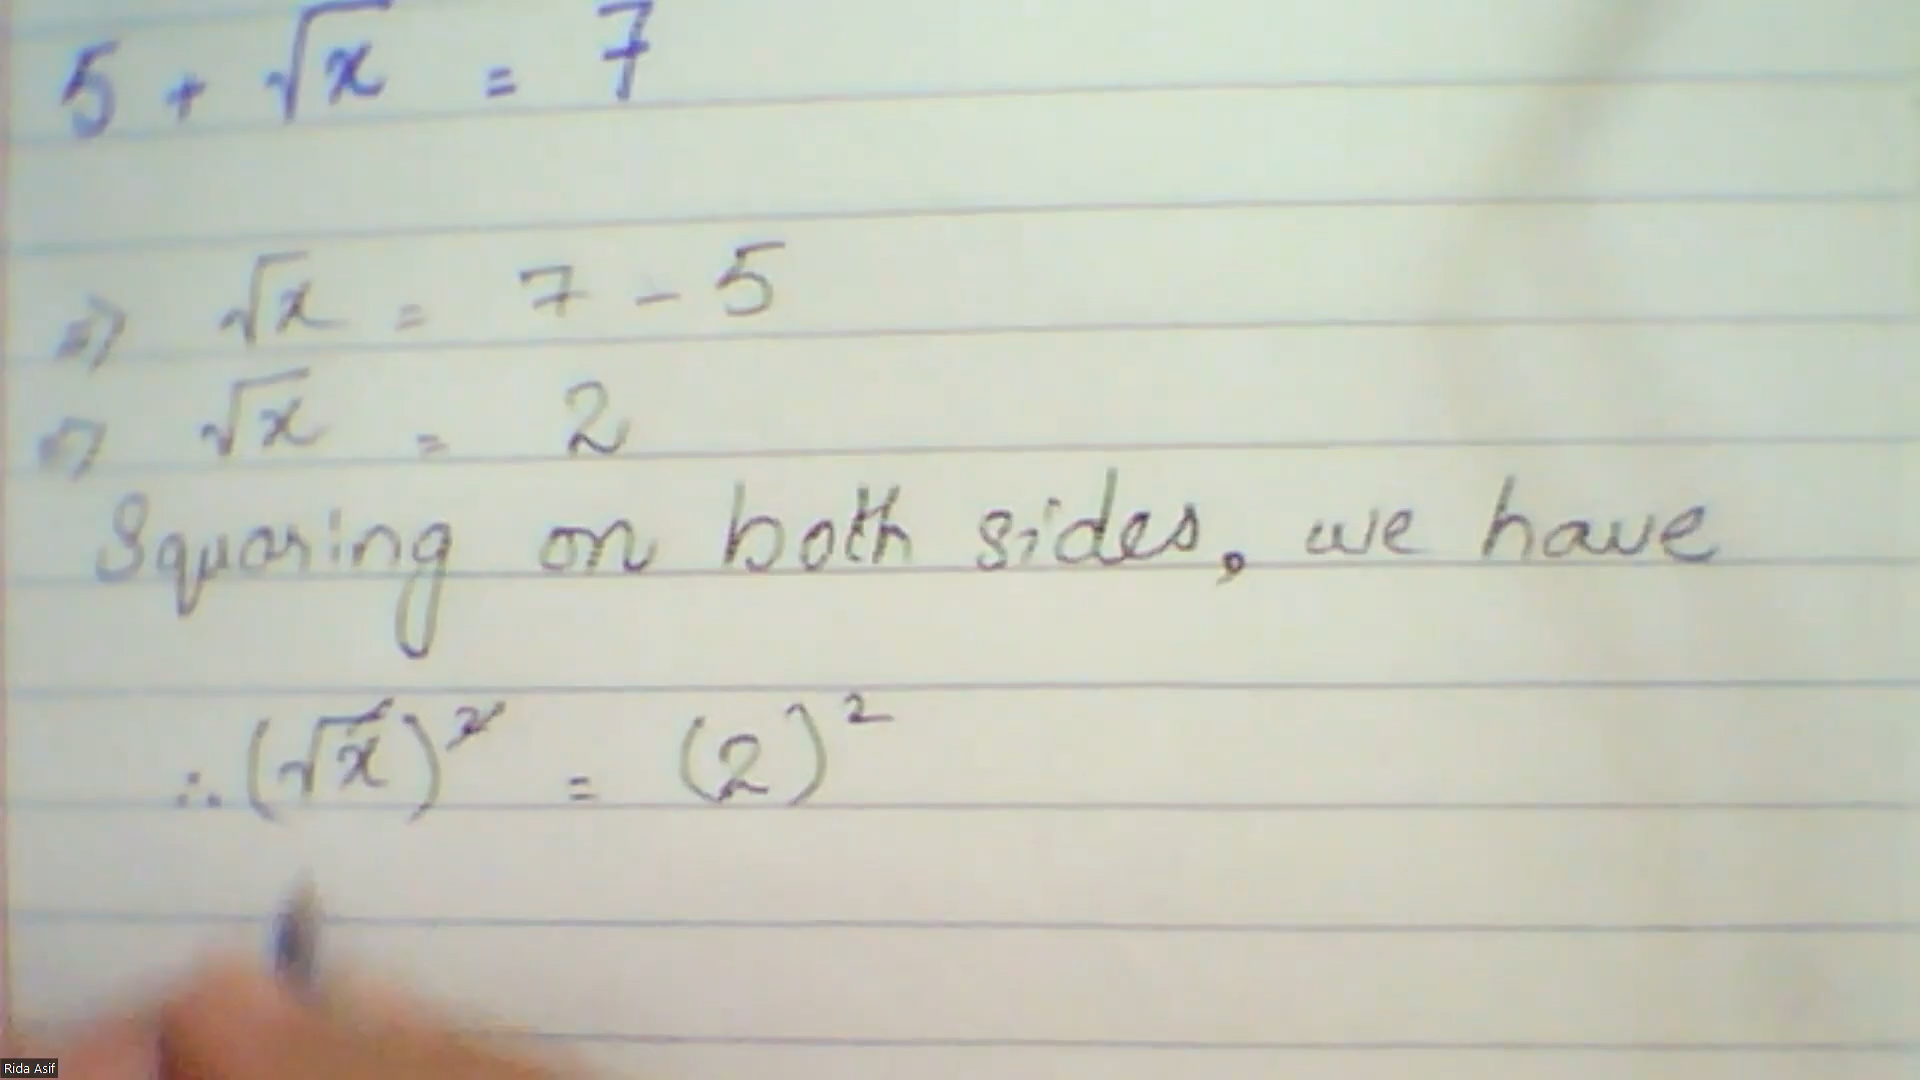 5 + √x = 7
⇒ √x = 7 - 5
⇒ √x = 2
Squaring on both sides, we have
∴ (√x)² = (2)²
Rida Asif